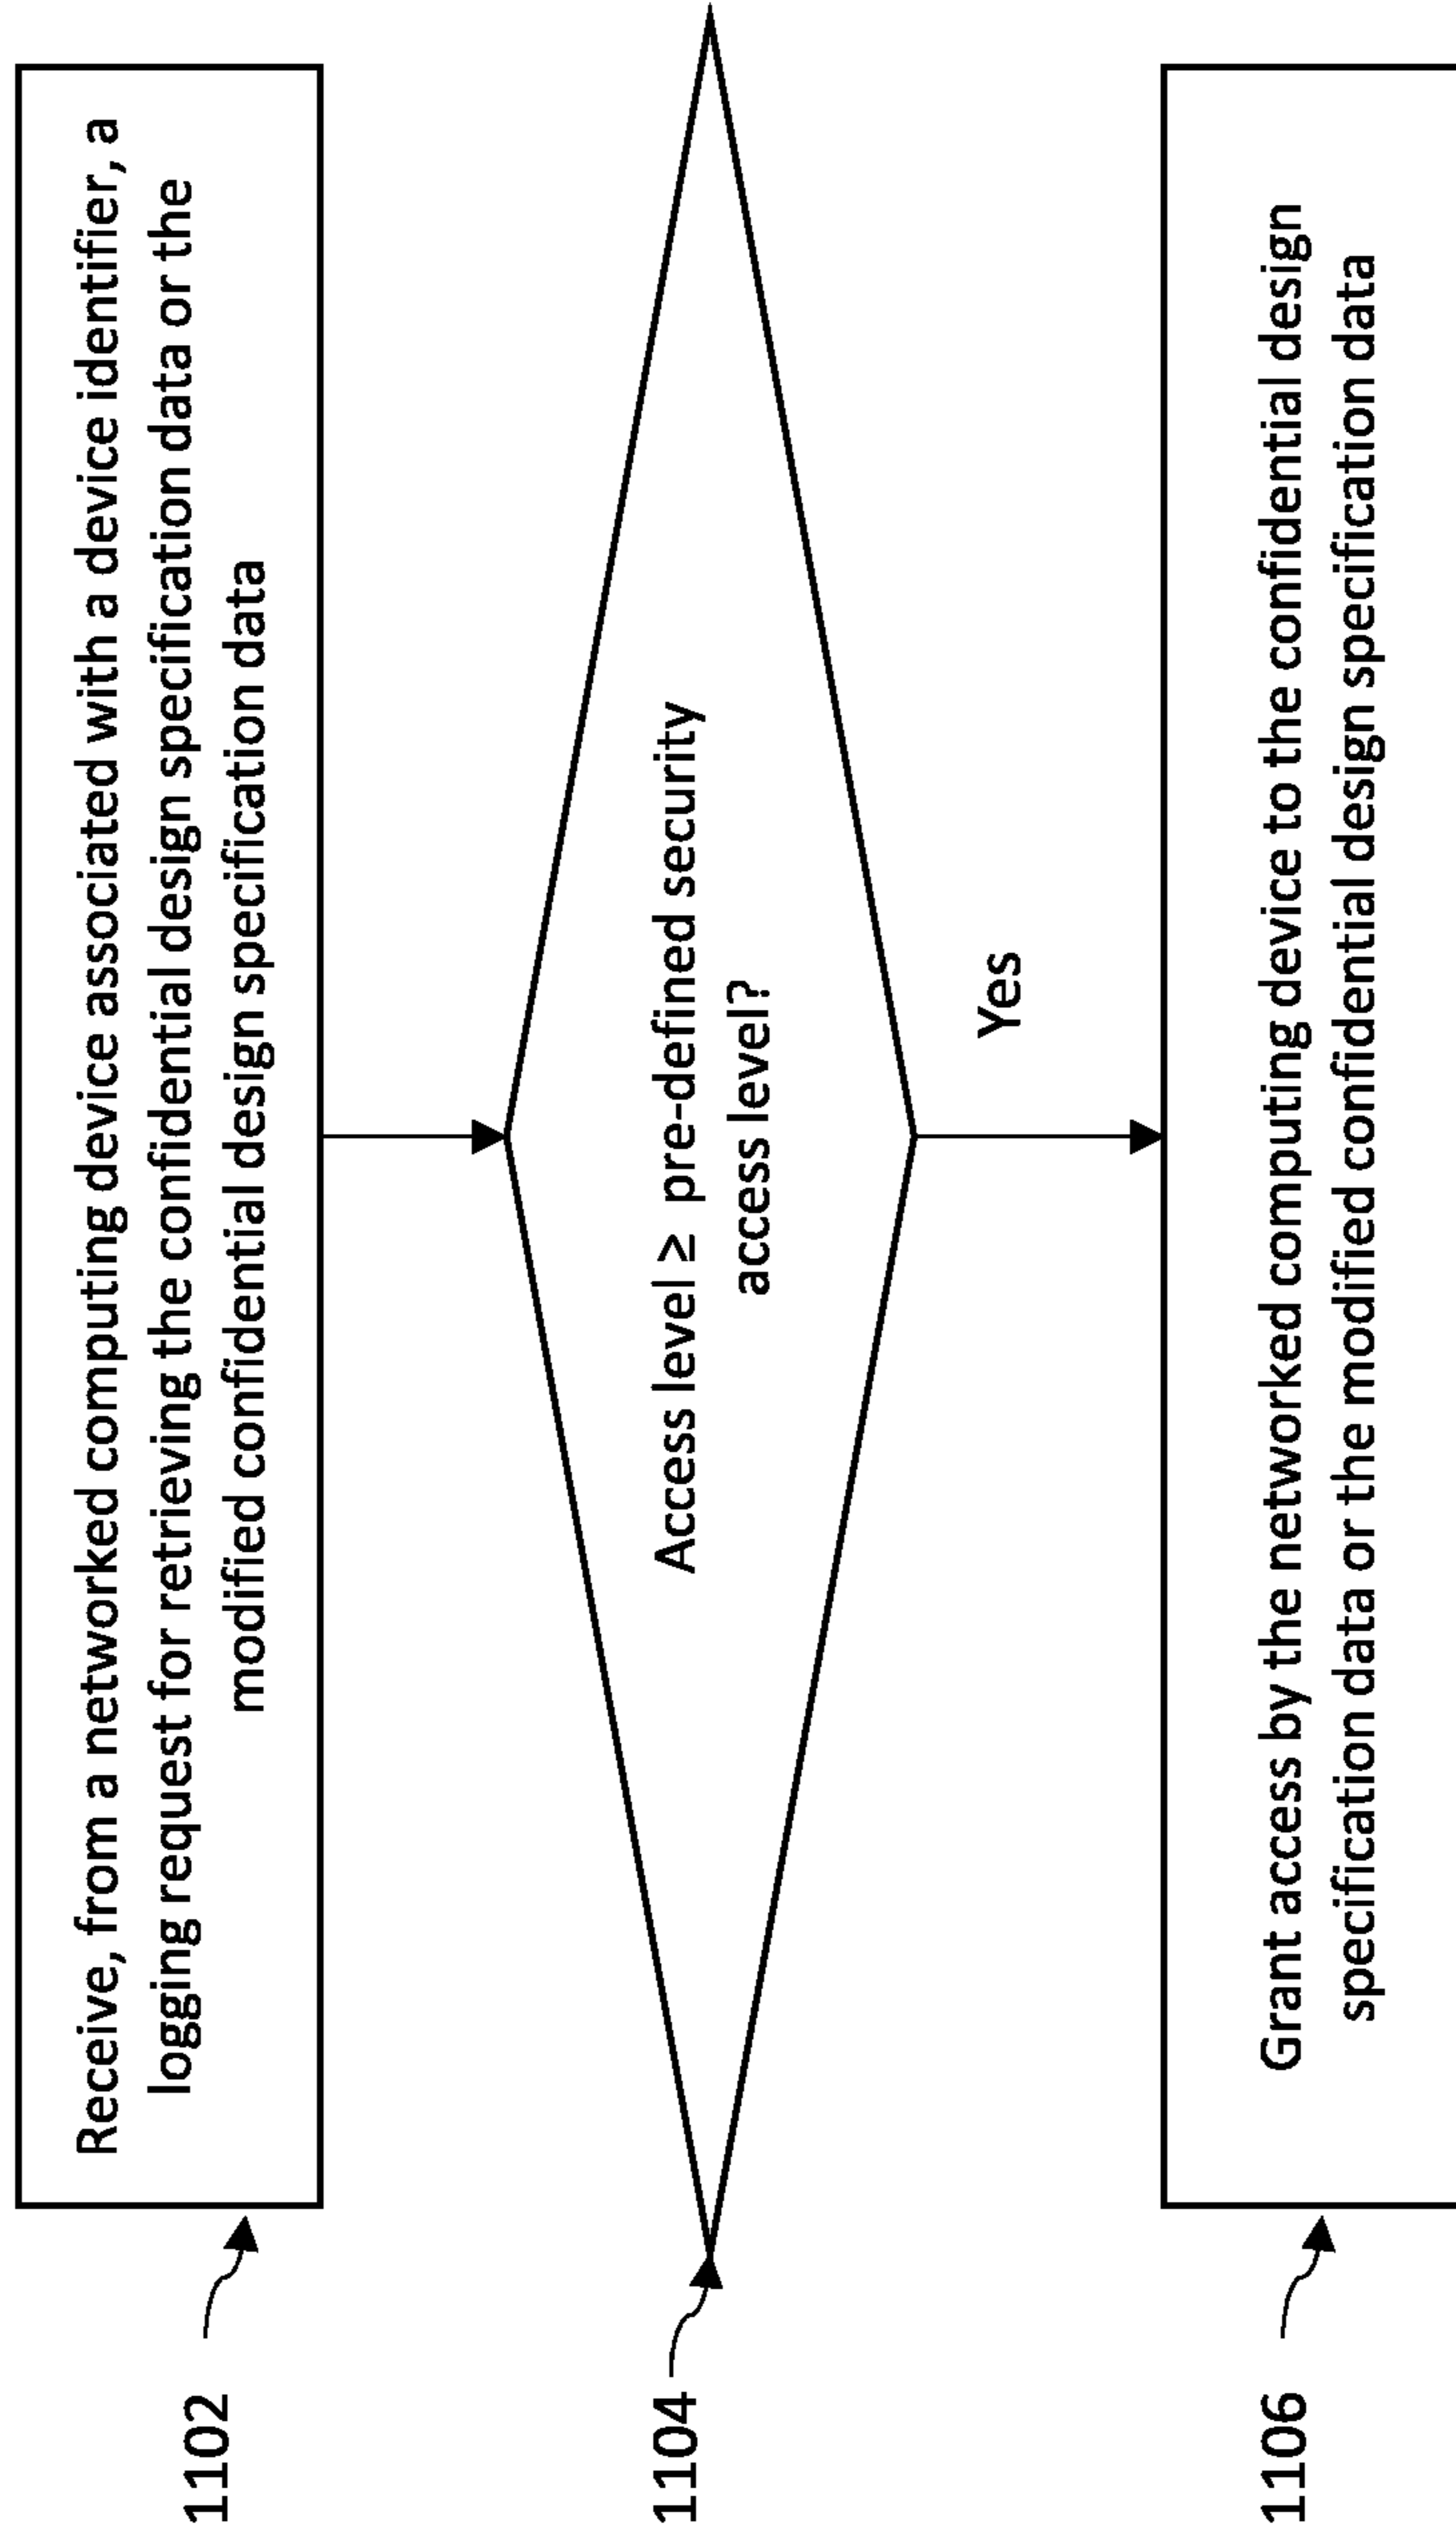 1102
Receive, from a networked computing device associated with a device identifier, a
logging request for retrieving the confidential design specification data or the
modified confidential design specification data
1104
Access level ≥ pre-defined security
access level?
Yes
1106
Grant access by the networked computing device to the confidential design
specification data or the modified confidential design specification data